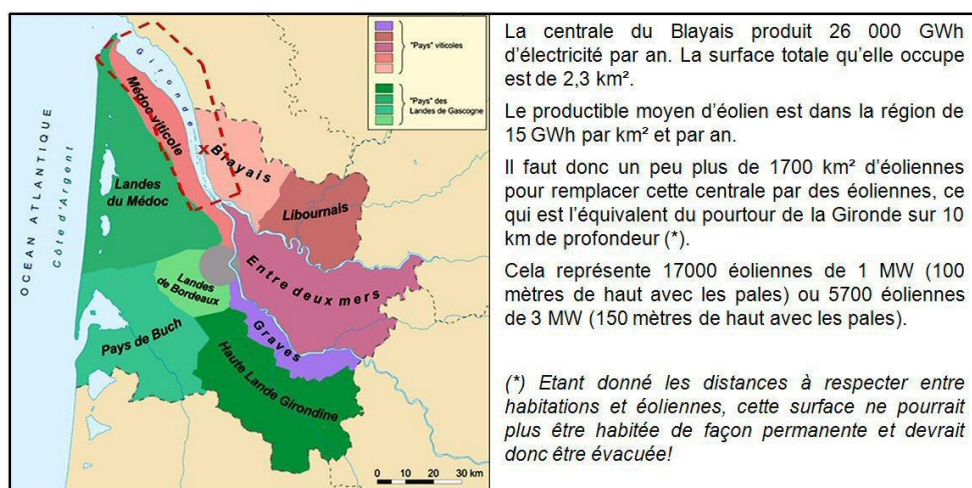 OCEAN ATLANTIQUE
Côte d'Argent
Gironde
Médoc viticole
x
Brayais
Landes
du Médoc
Libournais
Entre deux mers
Landes
de Bordeaux
Graves
Pays de Buch
Haute Lande Girondine
"Pays" viticoles
"Pays" des
Landes de Gascogne
0 10 20 30 km
La centrale du Blayais produit 26 000 GWh
d'électricité par an. La surface totale qu'elle occupe
est de 2,3 km².
Le productible moyen d'éolien est dans la région de
15 GWh par km² et par an.
Il faut donc un peu plus de 1700 km² d'éoliennes
pour remplacer cette centrale par des éoliennes, ce
qui est l'équivalent du pourtour de la Gironde sur 10
km de profondeur (*).
Cela représente 17000 éoliennes de 1 MW (100
mètres de haut avec les pales) ou 5700 éoliennes
de 3 MW (150 mètres de haut avec les pales).
(*) Etant donné les distances à respecter entre
habitations et éoliennes, cette surface ne pourrait
plus être habitée de façon permanente et devrait
donc être évacuée!